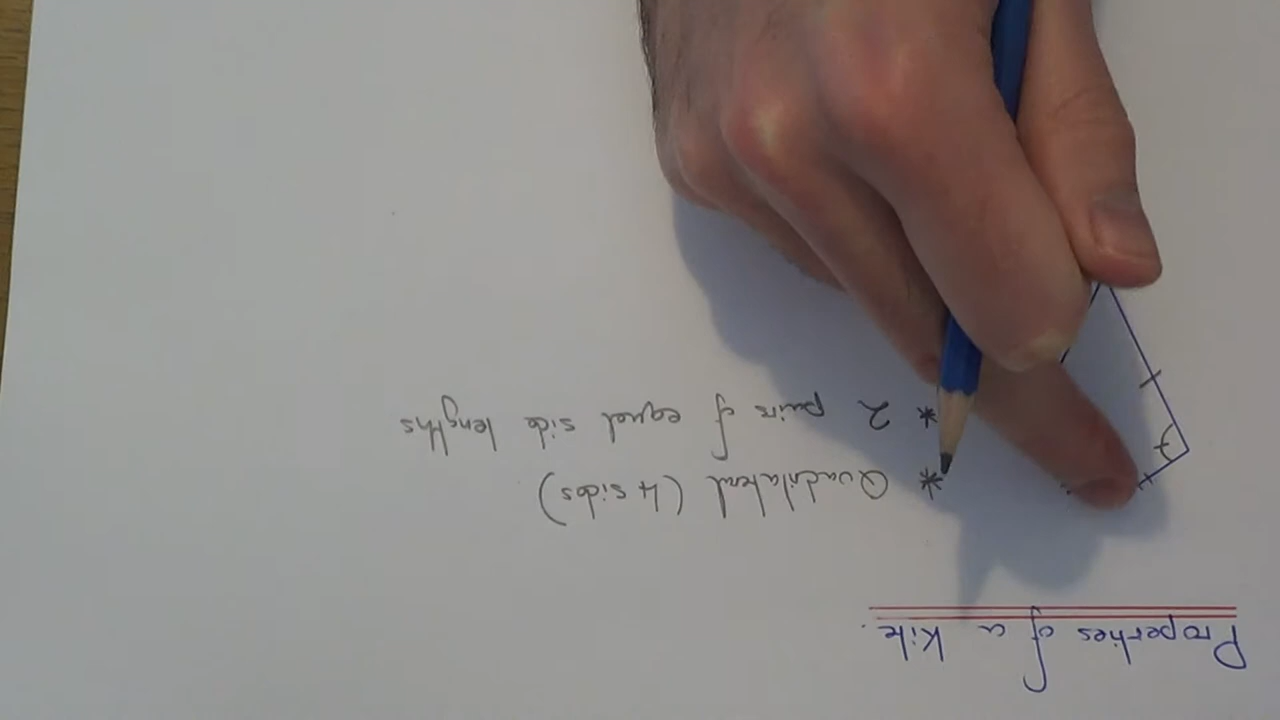 Properties of a Kite.
* Quadrilateral (4 sides)
* 2 pairs of equal side lengths